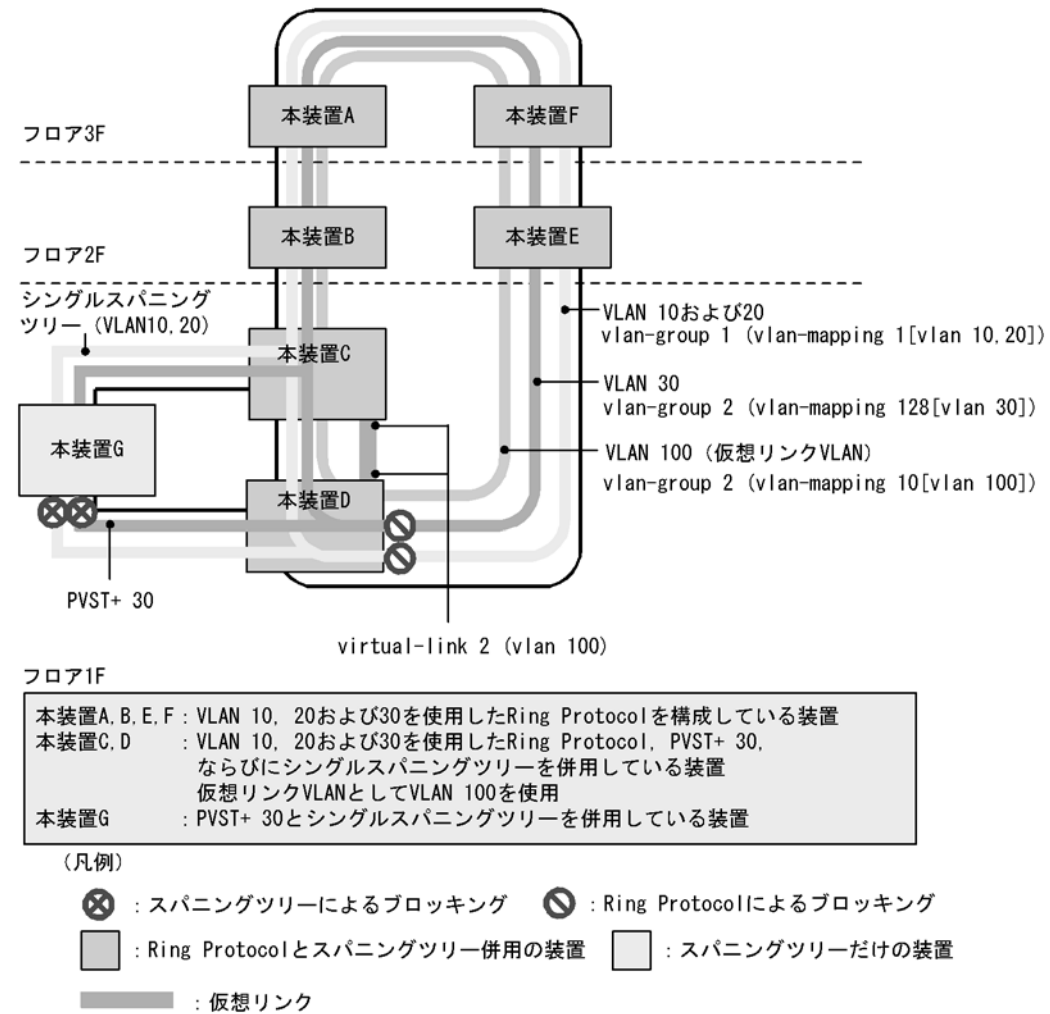 本装置A
本装置F
フロア3F
本装置B
本装置E
フロア2F
シングルスパニング
ツリー (VLAN10,20)
本装置C
VLAN 10および20
vlan-group 1 (vlan-mapping 1[vlan 10,20])
VLAN 30
vlan-group 2 (vlan-mapping 128[vlan 30])
本装置G
VLAN 100 (仮想リンクVLAN)
vlan-group 2 (vlan-mapping 10[vlan 100])
本装置D
PVST+ 30
virtual-link 2 (vlan 100)
フロア1F
本装置A,B,E,F：VLAN 10, 20および30を使用したRing Protocolを構成している装置
本装置C,D ：VLAN 10, 20および30を使用したRing Protocol, PVST+ 30,
ならびにシングルスパニングツリーを併用している装置
仮想リンクVLANとしてVLAN 100を使用
本装置G ：PVST+ 30とシングルスパニングツリーを併用している装置
(凡例)
：スパニングツリーによるブロッキング
：Ring Protocolによるブロッキング
：Ring Protocolとスパニングツリー併用の装置
：スパニングツリーだけの装置
：仮想リンク